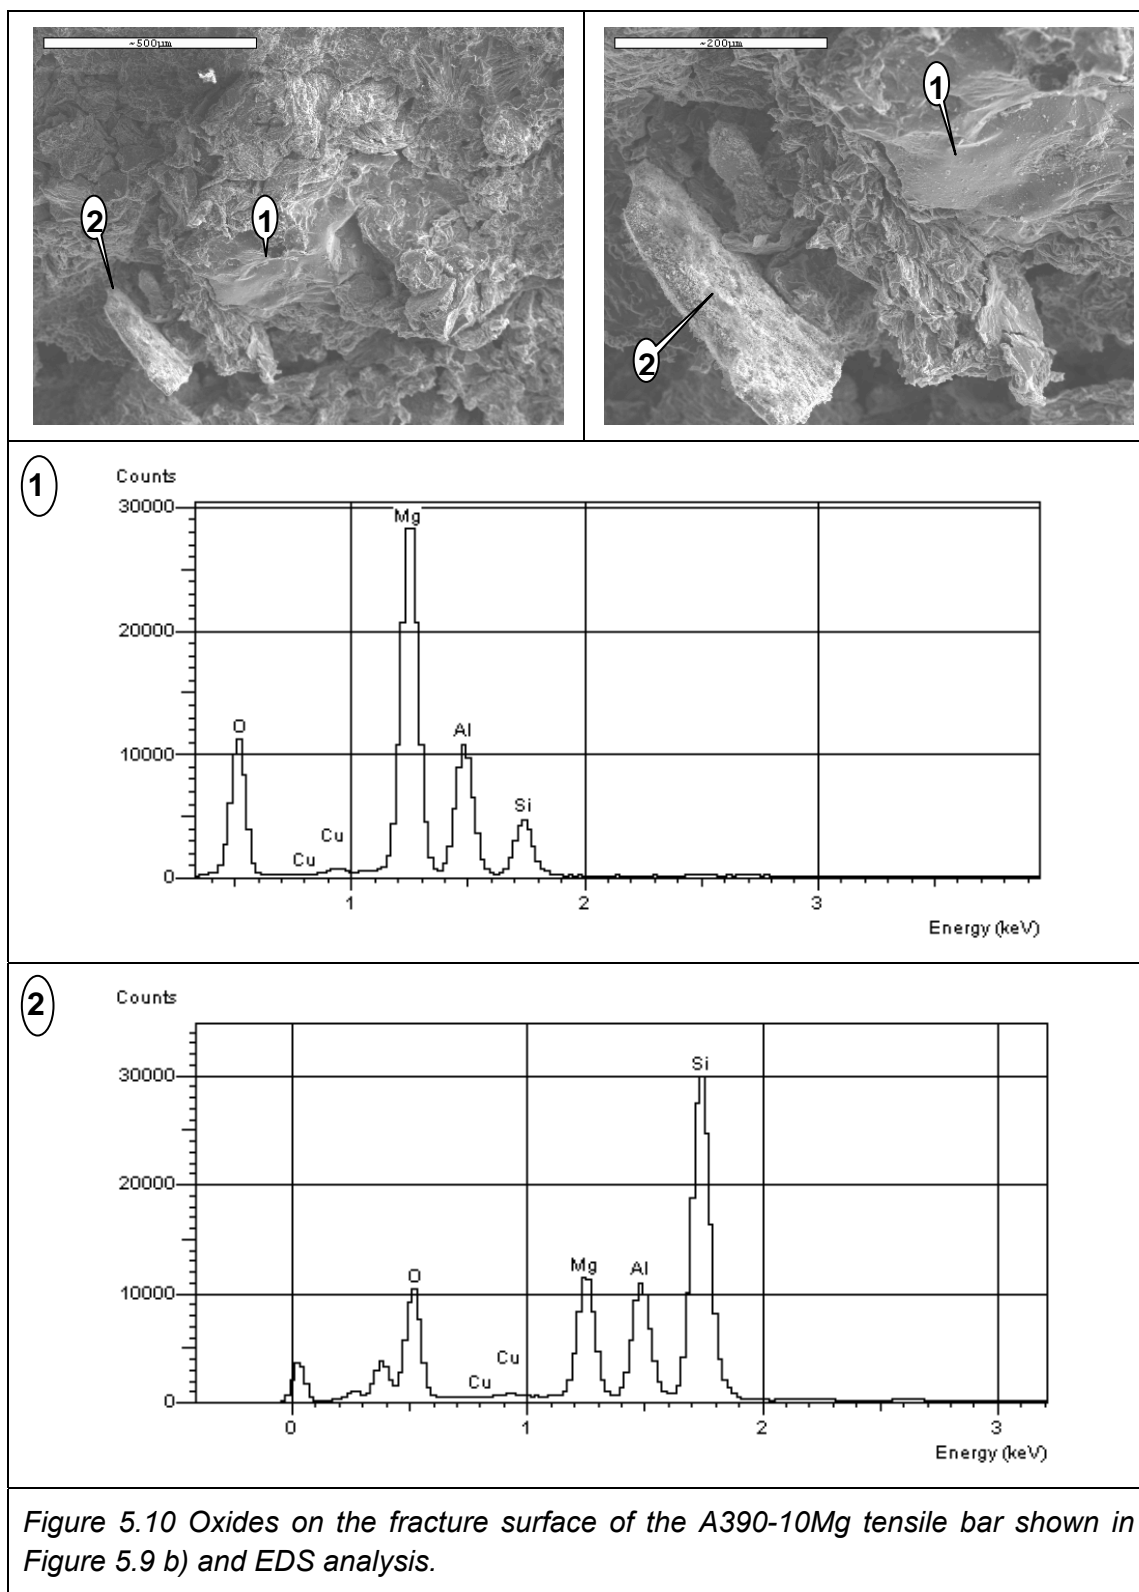 ~500µm
~200µm
1
2
1
2
1
Counts
30000
20000
10000
0
O
Cu
Cu
Mg
Al
Si
1
2
3
Energy (keV)
2
Counts
30000
20000
10000
0
O
Cu
Cu
Mg
Al
Si
0
1
2
3
Energy (keV)
Figure 5.10 Oxides on the fracture surface of the A390-10Mg tensile bar shown in
Figure 5.9 b) and EDS analysis.